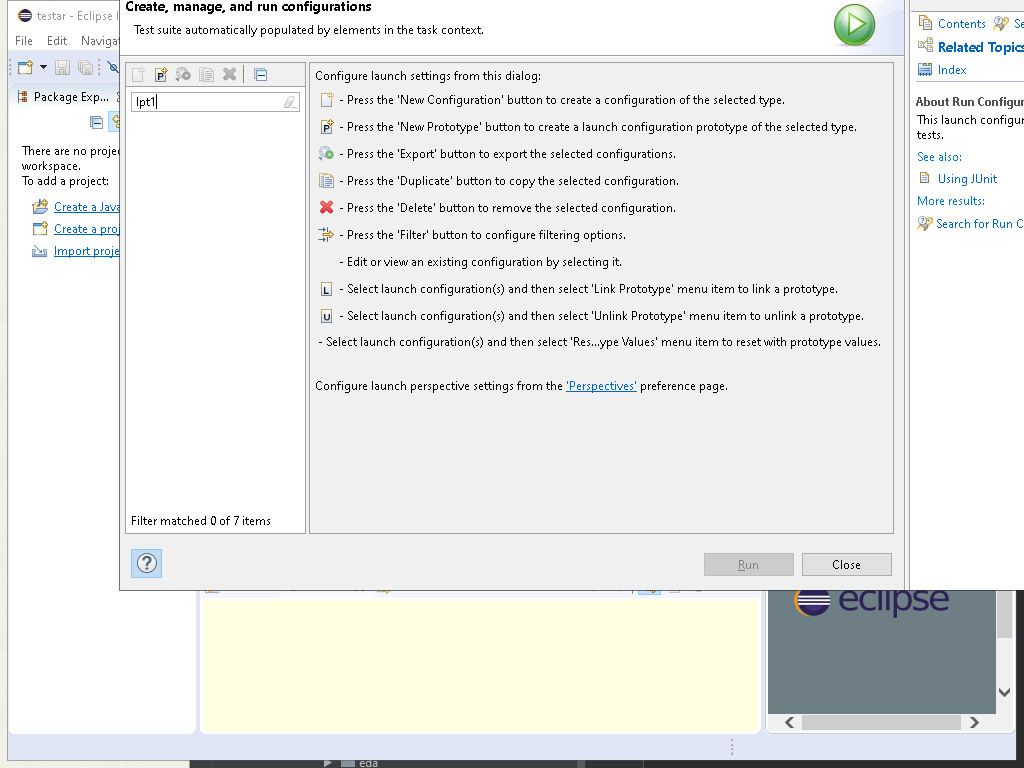 testar - Eclipse
Create, manage, and run configurations
Test suite automatically populated by elements in the task context.
File Edit
Package Exp...
There are no
workspace.
To add a project:
Create a Java
Create a
Import
lpt1
Filter matched 0 of 7 items
Configure launch settings from this dialog:
- Press the 'New Configuration' button to create a configuration of the selected type.
- Press the 'New Prototype' button to create a launch configuration prototype of the selected type.
- Press the 'Export' button to export the selected configurations.
- Press the 'Duplicate' button to copy the selected configuration.
- Press the 'Delete' button to remove the selected configuration.
- Press the 'Filter' button to configure filtering options.
- Edit or view an existing configuration by selecting it.
L - Select launch configuration(s) and then select 'Link Prototype' menu item to link a prototype.
U - Select launch configuration(s) and then select 'Unlink Prototype' menu item to unlink a prototype.
- Select launch configuration(s) and then select 'Res...ype Values' menu item to reset with prototype values.
Configure launch perspective settings from the 'Perspectives' preference page.
Run Close
Contents
Related Topics
Index
About Run
This launch
tests.
See also:
Using JUnit
More results:
Search for Run
eclipse
eda